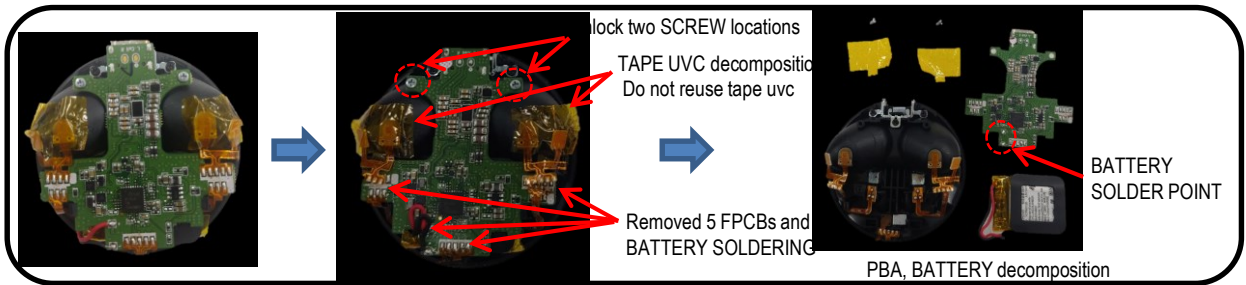 lock two SCREW locations
TAPE UVC decompositio
Do not reuse tape uvc
Removed 5 FPCBs and
BATTERY SOLDERING
BATTERY
SOLDER POINT
PBA, BATTERY decomposition